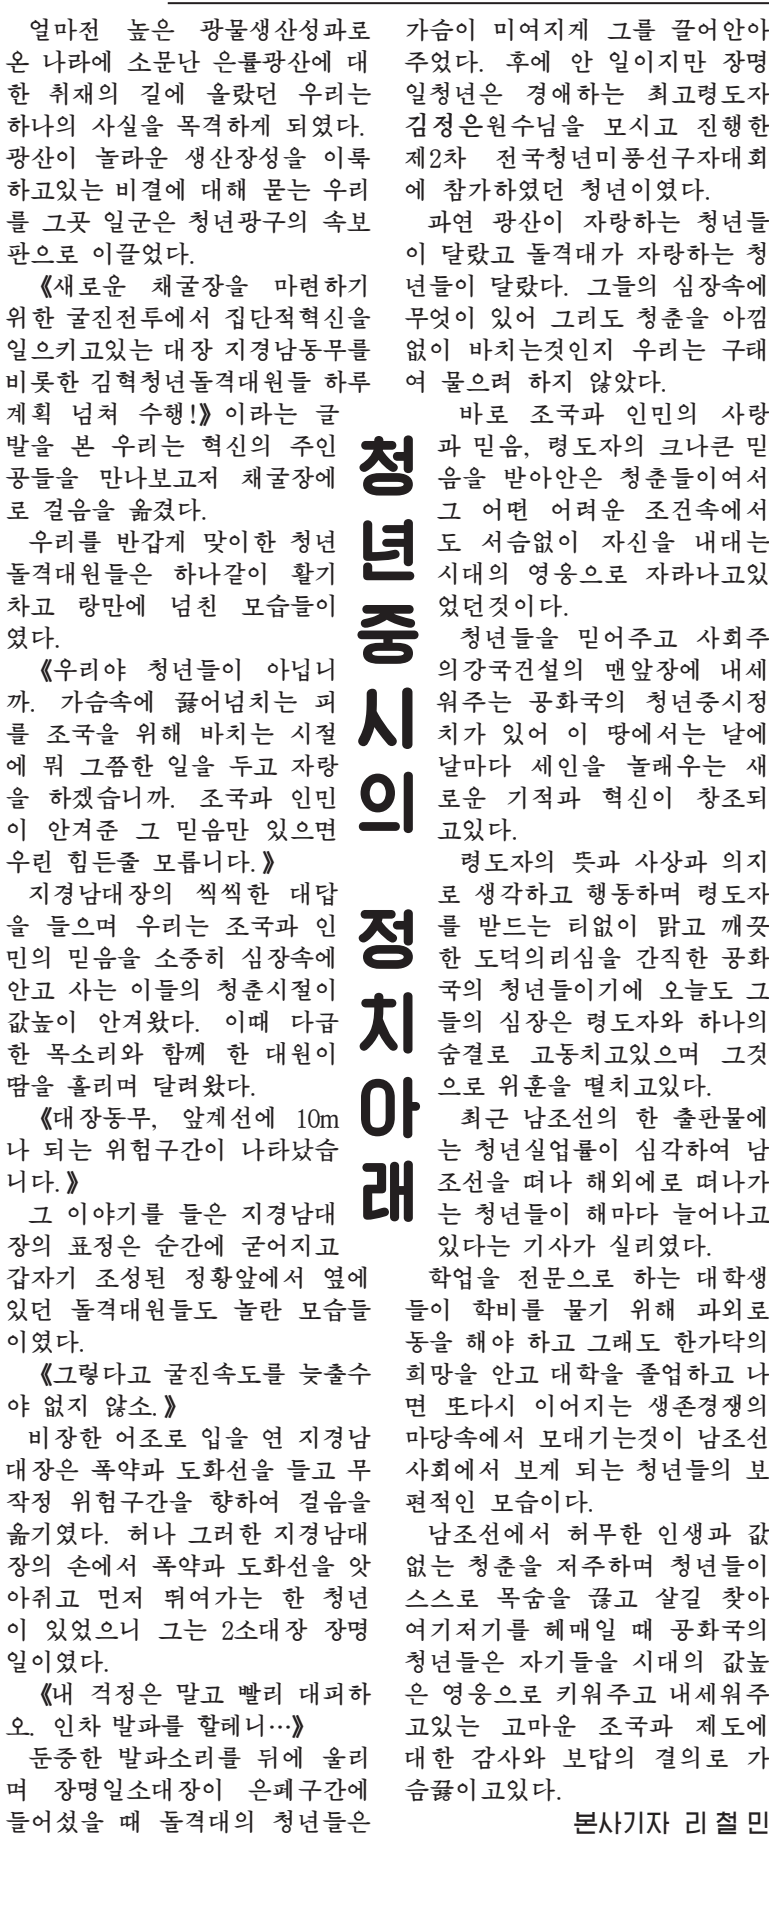 청년중시의 정치아래
얼마전 높은 광물생산성과로
온 나라에 소문난 은률광산에 대
한 취재의 길에 올랐던 우리는
하나의 사실을 목격하게 되였다.
광산이 놀라운 생산장성을 이룩
하고있는 비결에 대해 묻는 우리
를 그곳 일군은 청년광구의 속보
판으로 이끌었다.
《새로운 채굴장을 마련하기
위한 굴진전투에서 집단적혁신을
일으키고있는 대장 지경남동무를
비롯한 김혁청년돌격대원들 하루
계획 넘쳐 수행!》이라는 글
발을 본 우리는 혁신의 주인
공들을 만나보고저 채굴장에
로 걸음을 옮겼다.
우리를 반갑게 맞이한 청년
돌격대원들은 하나같이 활기
차고 랑만에 넘친 모습들이
였다.
《우리야 청년들이 아닙니
까. 가슴속에 끓어넘치는 피
를 조국을 위해 바치는 시절
에 뭐 그쯤한 일을 두고 자랑
을 하겠습니까. 조국과 인민
이 안겨준 그 믿음만 있으면
우린 힘든줄 모릅니다.》
지경남대장의 씩씩한 대답
을 들으며 우리는 조국과 인
민의 믿음을 소중히 심장속에
안고 사는 이들의 청춘시절이
값높이 안겨왔다. 이때 다급
한 목소리와 함께 한 대원이
땀을 흘리며 달려왔다.
《대장동무, 앞계선에 10m
나 되는 위험구간이 나타났습
니다.》
그 이야기를 들은 지경남대
장의 표정은 순간에 굳어지고
갑자기 조성된 정황앞에서 옆에
있던 돌격대원들도 놀란 모습들
이였다.
《그렇다고 굴진속도를 늦출수
야 없지 않소.》
비장한 어조로 입을 연 지경남
대장은 폭약과 도화선을 들고 무
작정 위험구간을 향하여 걸음을
옮기였다. 허나 그러한 지경남대
장의 손에서 폭약과 도화선을 앗
아쥐고 먼저 뛰여가는 한 청년
이 있었으니 그는 2소대장 장명
일이였다.
《내 걱정은 말고 빨리 대피하
오. 인차 발파를 할테니…》
둔중한 발파소리를 뒤에 울리
며 장명일소대장이 은페구간에
들어섰을 때 돌격대의 청년들은
가슴이 미여지게 그를 끌어안아
주었다. 후에 안 일이지만 장명
일청년은 경애하는 최고령도자
김정은원수님을 모시고 진행한
제2차 전국청년미풍선구자대회
에 참가하였던 청년이였다.
과연 광산이 자랑하는 청년들
이 달랐고 돌격대가 자랑하는 청
년들이 달랐다. 그들의 심장속에
무엇이 있어 그리도 청춘을 아낌
없이 바치는것인지 우리는 구태
여 물으려 하지 않았다.
바로 조국과 인민의 사랑
과 믿음, 령도자의 크나큰 믿
음을 받아안은 청춘들이여서
그 어떤 어려운 조건속에서
도 서슴없이 자신을 내대는
시대의 영웅으로 자라나고있
었던것이다.
청년들을 믿어주고 사회주
의강국건설의 맨앞장에 내세
워주는 공화국의 청년중시정
치가 있어 이 땅에서는 날에
날마다 세인을 놀래우는 새
로운 기적과 혁신이 창조되
고있다.
령도자의 뜻과 사상과 의지
로 생각하고 행동하며 령도자
를 받드는 티없이 맑고 깨끗
한 도덕의리심을 간직한 공화
국의 청년들이기에 오늘도 그
들의 심장은 령도자와 하나의
숨결로 고동치고있으며 그것
으로 위훈을 떨치고있다.
최근 남조선의 한 출판물에
는 청년실업률이 심각하여 남
조선을 떠나 해외에로 떠나가
는 청년들이 해마다 늘어나고
있다는 기사가 실리였다.
학업을 전문으로 하는 대학생
들이 학비를 물기 위해 과외로
동을 해야 하고 그래도 한가닥의
희망을 안고 대학을 졸업하고 나
면 또다시 이어지는 생존경쟁의
마당속에서 모대기는것이 남조선
사회에서 보게 되는 청년들의 보
편적인 모습이다.
남조선에서 허무한 인생과 값
없는 청춘을 저주하며 청년들이
스스로 목숨을 끊고 살길 찾아
여기저기를 헤매일 때 공화국의
청년들은 자기들을 시대의 값높
은 영웅으로 키워주고 내세워주
고있는 고마운 조국과 제도에
대한 감사와 보답의 결의로 가
슴끓이고있다.
본사기자 리철민